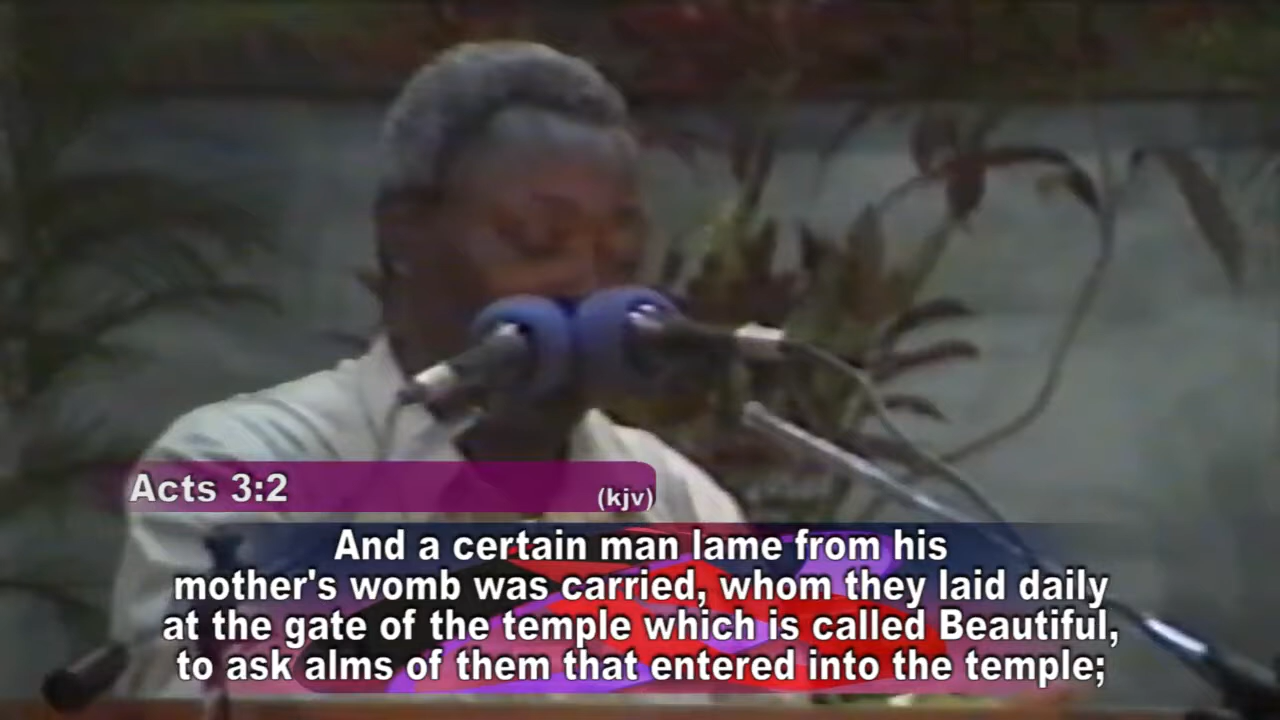 Acts 3:2
(kjv)
And a certain man lame from his
mother's womb was carried, whom they laid daily
at the gate of the temple which is called Beautiful,
to ask alms of them that entered into the temple;